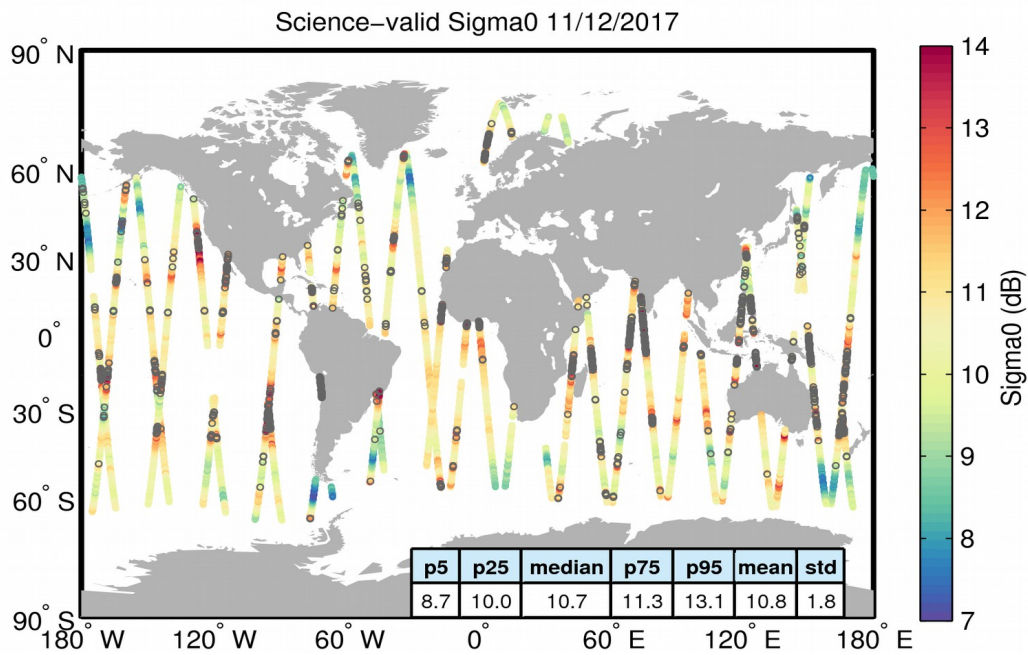 Science−valid Sigma0 11/12/2017
90° N
60° N
30° N
0°
30° S
60° S
90° S
180° W
120° W
60° W
0°
60° E
120° E
180° E
14
13
12
11
10
9
8
7
Sigma0 (dB)
p5 p25 median p75 p95 mean std
8.7 10.0 10.7 11.3 13.1 10.8 1.8